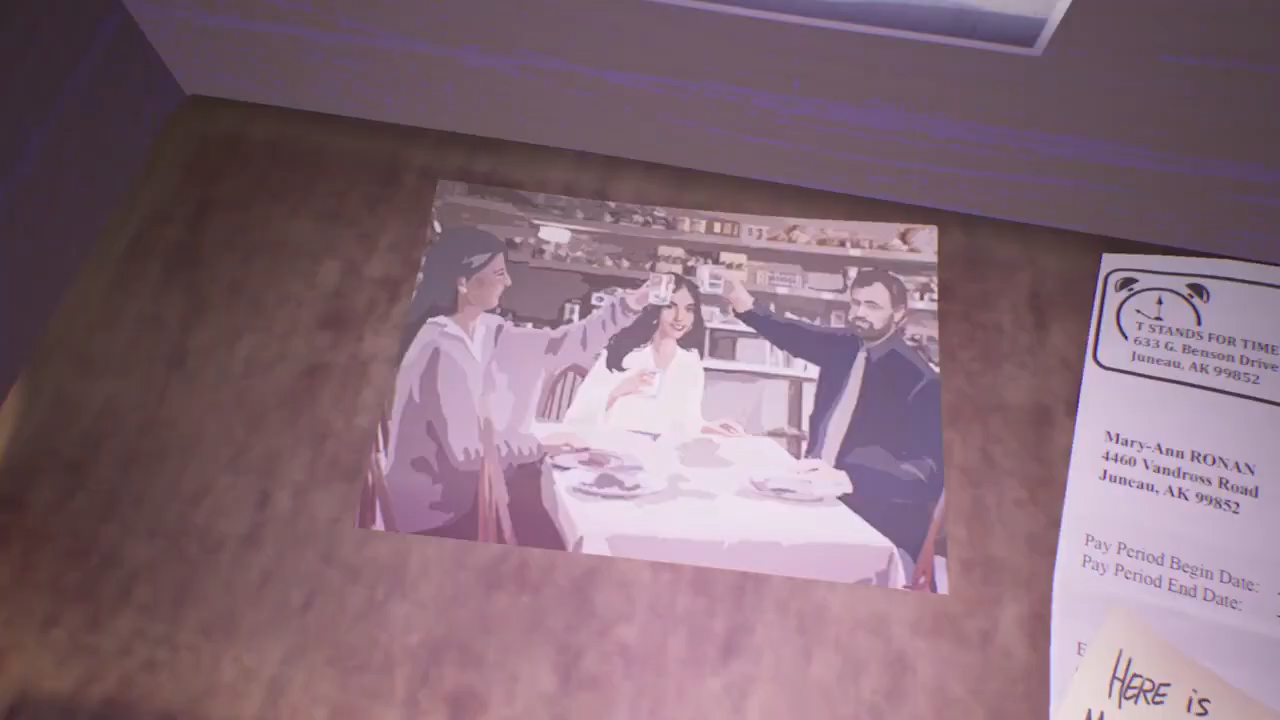 T STANDS FOR TIME
633 G. Benson Drive
Juneau, AK 99852
Mary-Ann RONAN
4460 Vandross Road
Juneau, AK 99852
Pay Period Begin Date:
Pay Period End Date:
HERE is